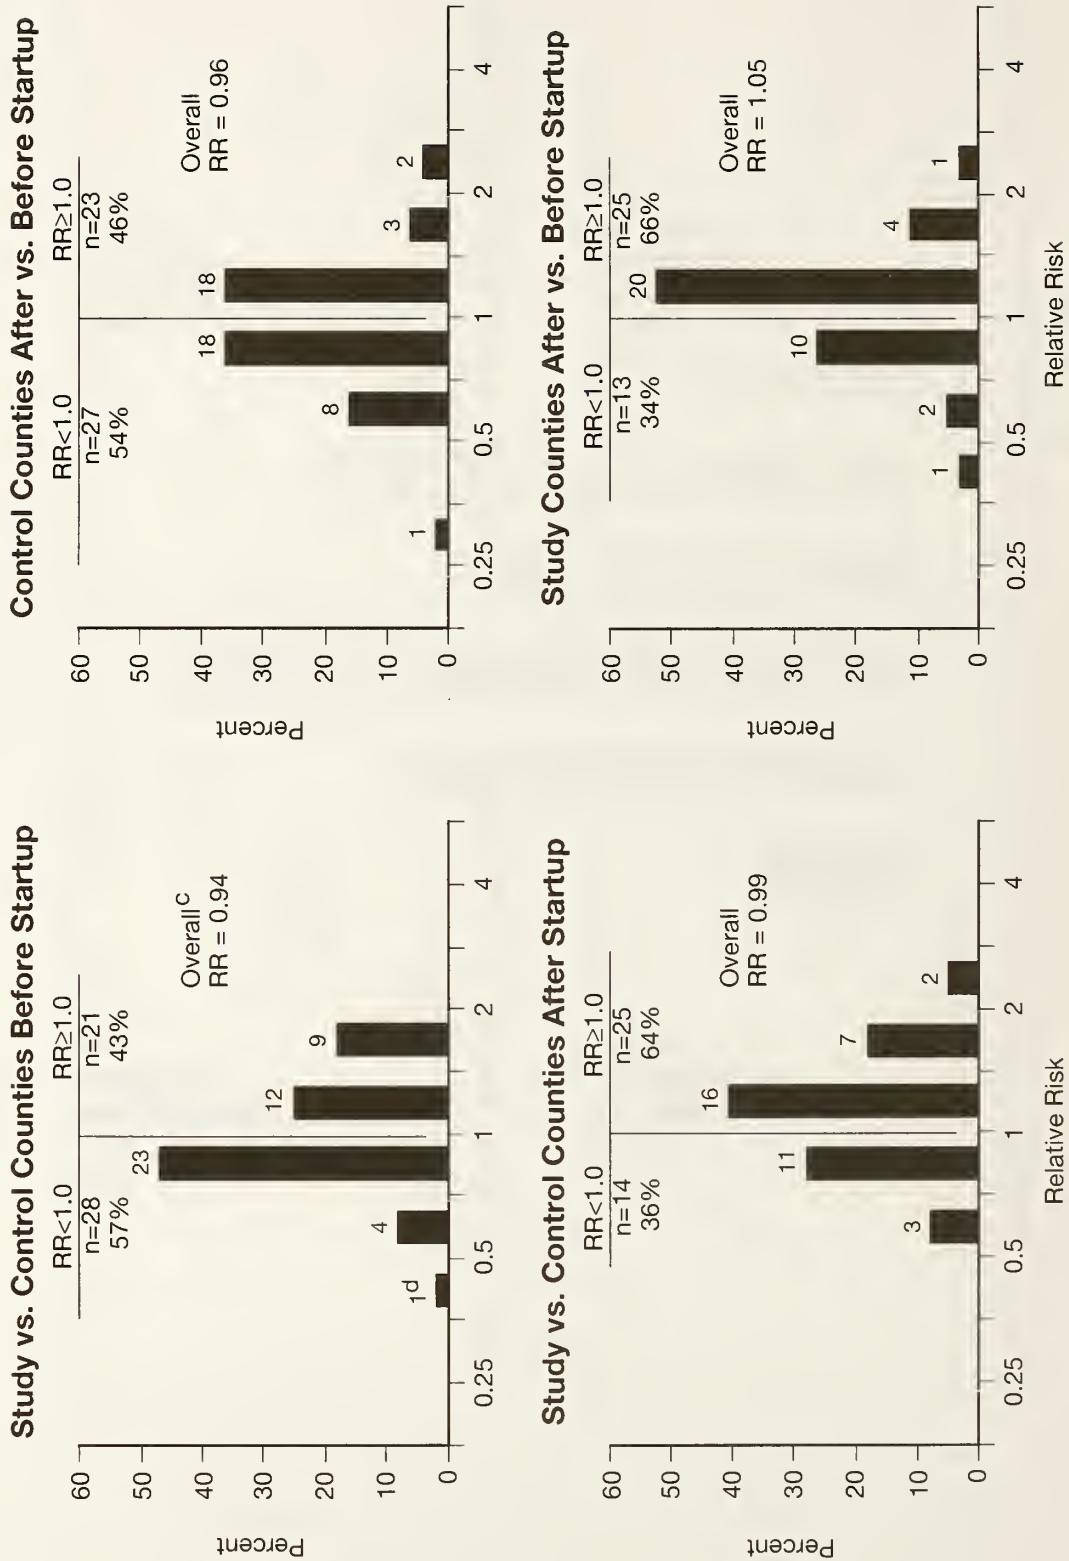 Study vs. Control Counties Before Startup
RR<1.0
n=28
57%
RR≥1.0
n=21
43%
Overall^c
RR = 0.94
Percent
60
50
40
30
20
10
0
1^d
4
23
12
9
0.25
0.5
1
2
4
Control Counties After vs. Before Startup
RR<1.0
n=27
54%
RR≥1.0
n=23
46%
Overall
RR = 0.96
Percent
60
50
40
30
20
10
0
1
8
18
18
3
2
0.25
0.5
1
2
4
Study vs. Control Counties After Startup
RR<1.0
n=14
36%
RR≥1.0
n=25
64%
Overall
RR = 0.99
Percent
60
50
40
30
20
10
0
3
11
16
7
2
0.25
0.5
1
2
4
Relative Risk
Study Counties After vs. Before Startup
RR<1.0
n=13
34%
RR≥1.0
n=25
66%
Overall
RR = 1.05
Percent
60
50
40
30
20
10
0
1
2
10
20
4
1
0.25
0.5
1
2
4
Relative Risk